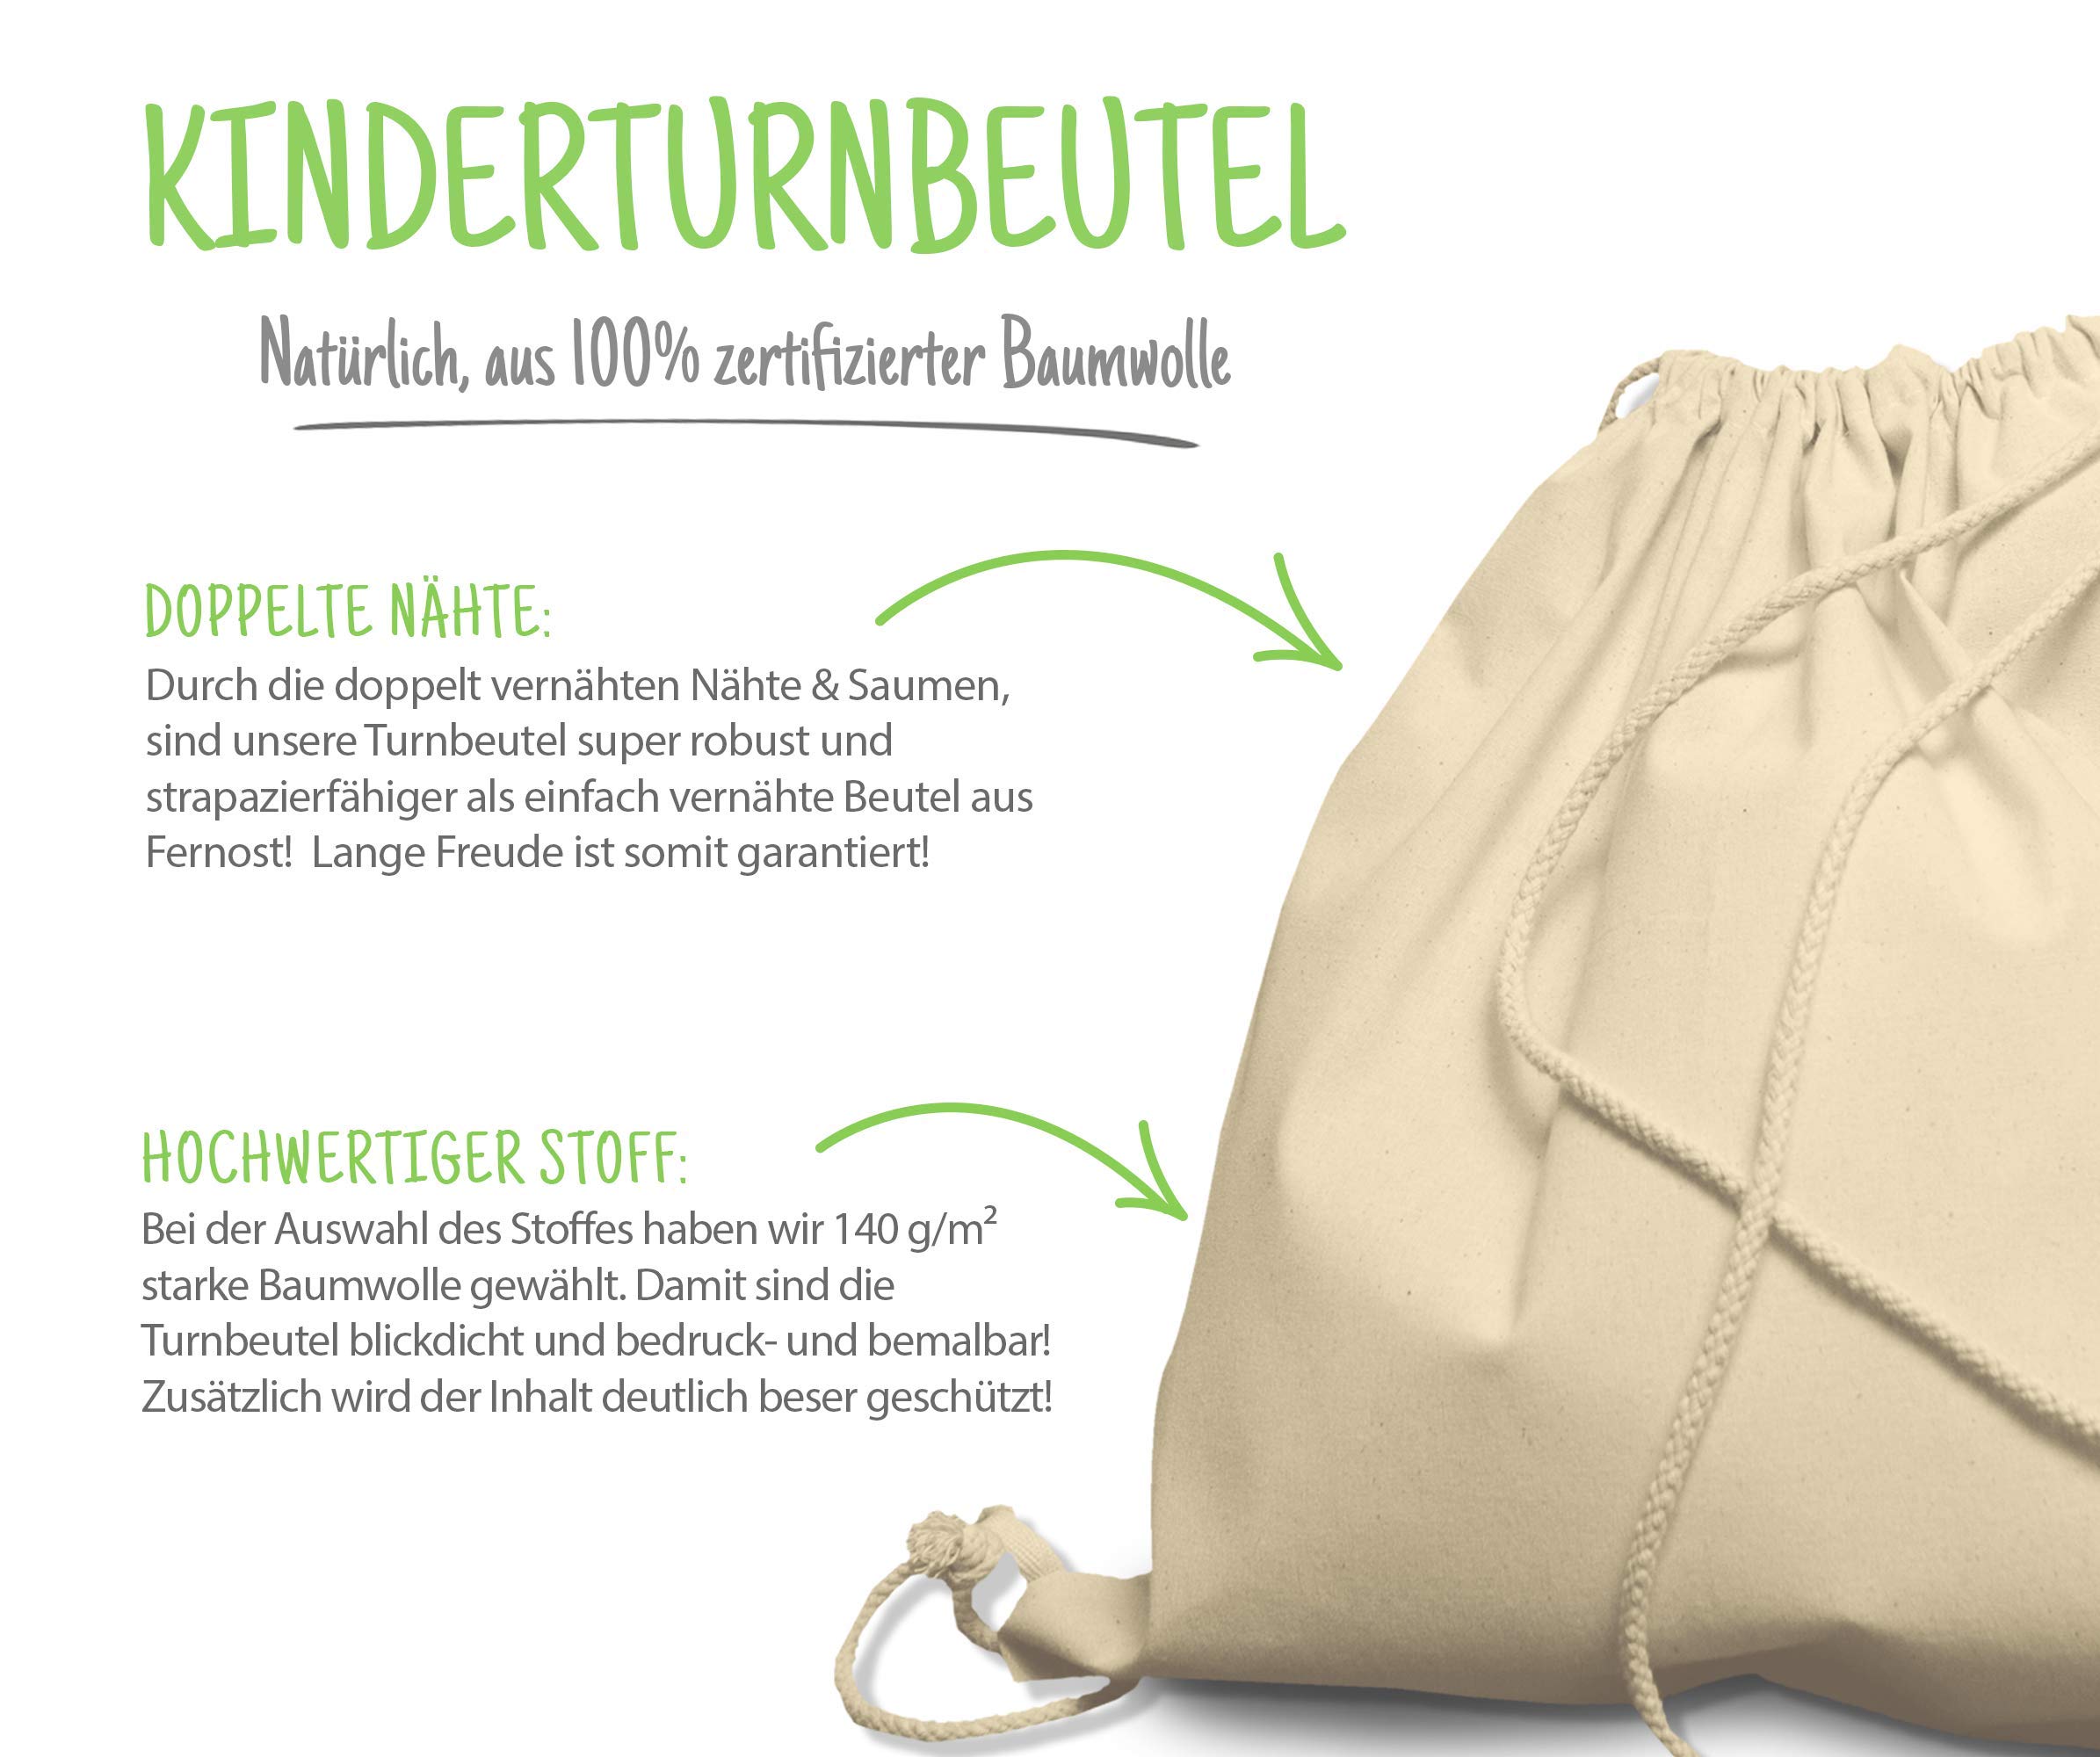 KINDERTURNBEUTEL
Natürlich, aus 100% zertifizierter Baumwolle
DOPPELTE NÄHTE:
Durch die doppelt vernähten Nähte & Saumen,
sind unsere Turnbeutel super robust und
strapazierfähiger als einfach vernähte Beutel aus
Fernost!  Lange Freude ist somit garantiert!
HOCHWERTIGER STOFF:
Bei der Auswahl des Stoffes haben wir 140 g/m²
starke Baumwolle gewählt. Damit sind die
Turnbeutel blickdicht und bedruck- und bemalbar!
Zusätzlich wird der Inhalt deutlich beser geschützt!